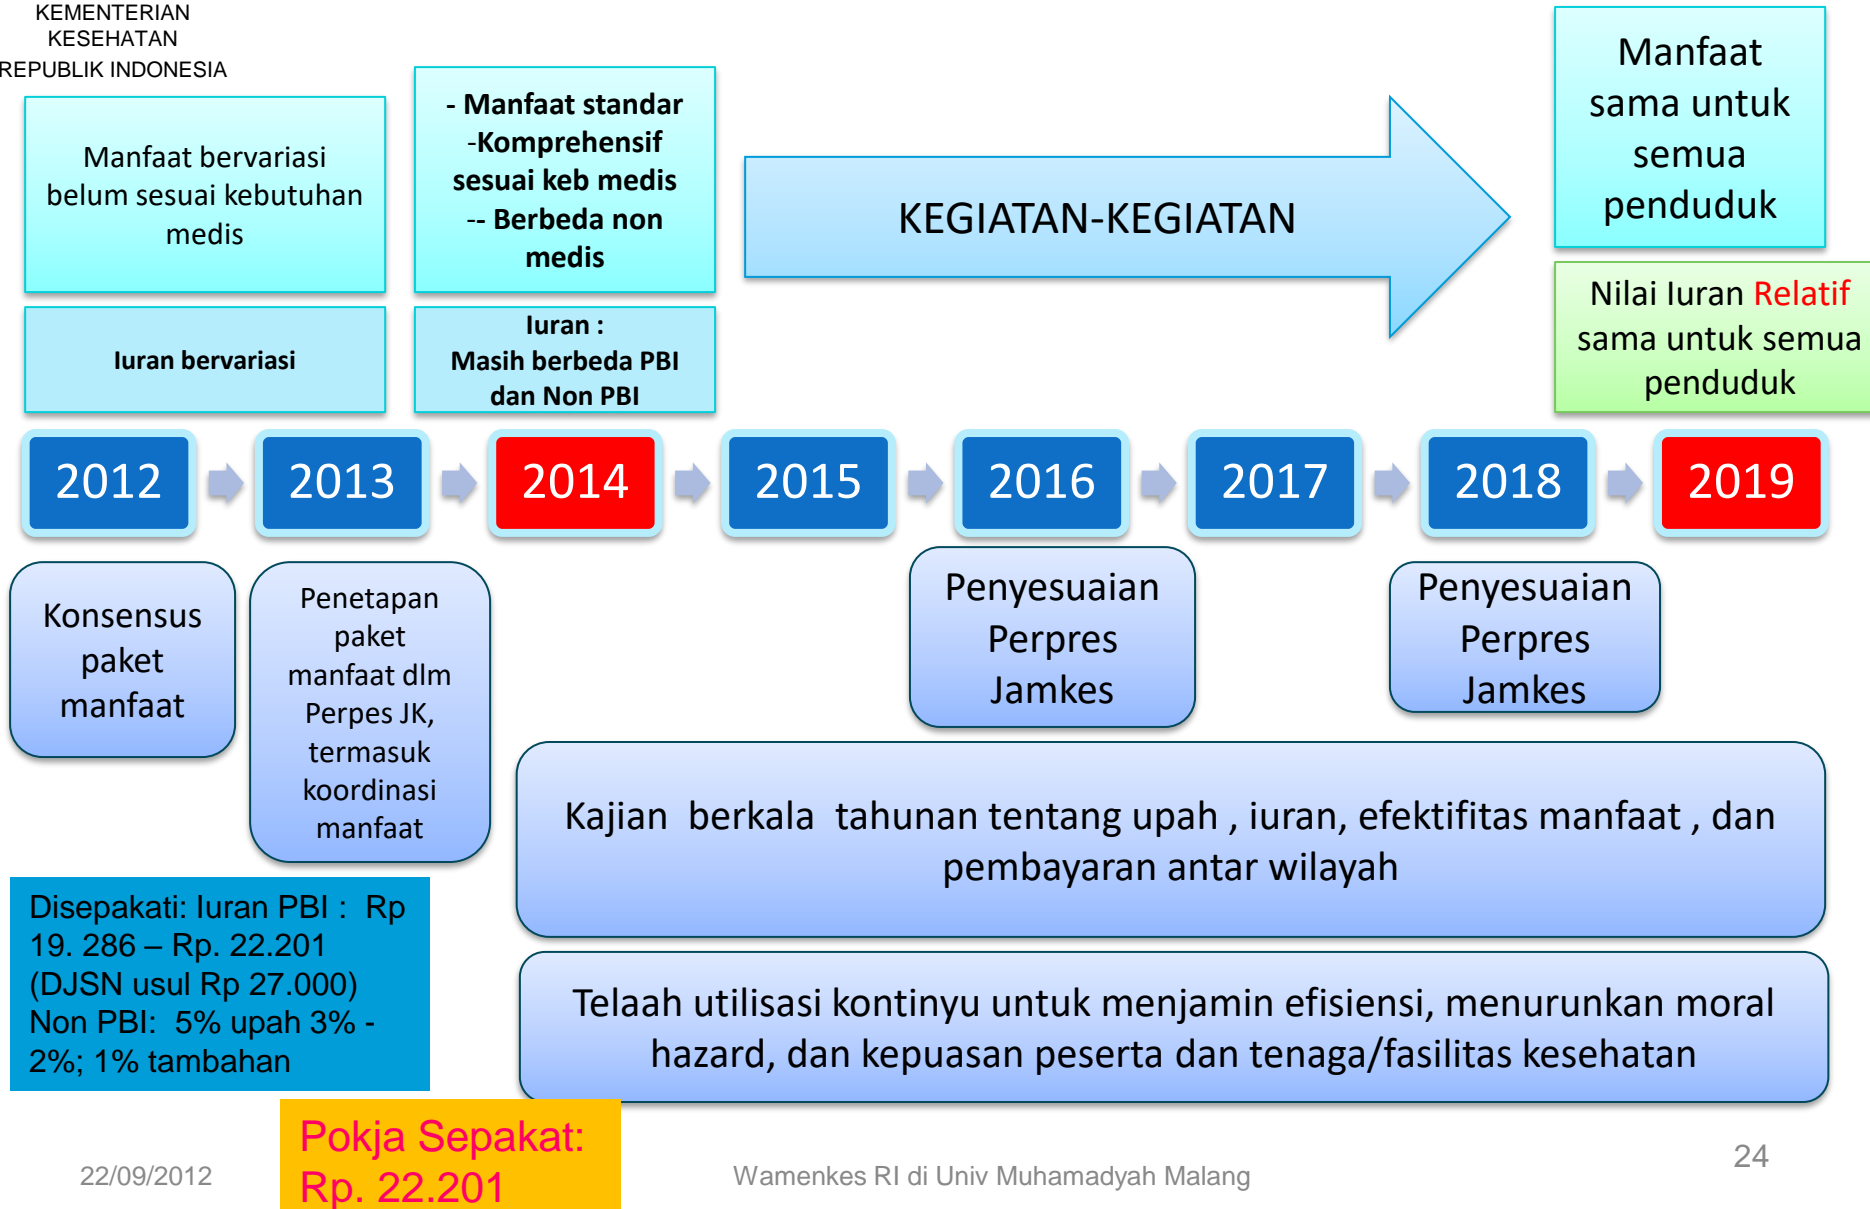 KEMENTERIAN
KESEHATAN
REPUBLIK INDONESIA
Manfaat bervariasi
belum sesuai kebutuhan
medis
- Manfaat standar
-Komprehensif
sesuai keb medis
-- Berbeda non
medis
KEGIATAN-KEGIATAN
Manfaat
sama untuk
semua
penduduk
Iuran bervariasi
Iuran :
Masih berbeda PBI
dan Non PBI
Nilai Iuran Relatif
sama untuk semua
penduduk
2012
2013
2014
2015
2016
2017
2018
2019
Konsensus
paket
manfaat
Penetapan
paket
manfaat dlm
Perpes JK,
termasuk
koordinasi
manfaat
Penyesuaian
Perpres
Jamkes
Penyesuaian
Perpres
Jamkes
Kajian  berkala  tahunan tentang upah , iuran, efektifitas manfaat , dan
pembayaran antar wilayah
Disepakati: Iuran PBI :  Rp
19. 286 – Rp. 22.201
(DJSN usul Rp 27.000)
Non PBI:  5% upah 3% -
2%; 1% tambahan
Telaah utilisasi kontinyu untuk menjamin efisiensi, menurunkan moral
hazard, dan kepuasan peserta dan tenaga/fasilitas kesehatan
Pokja Sepakat:
Rp. 22.201
22/09/2012
Wamenkes RI di Univ Muhamadyah Malang
24